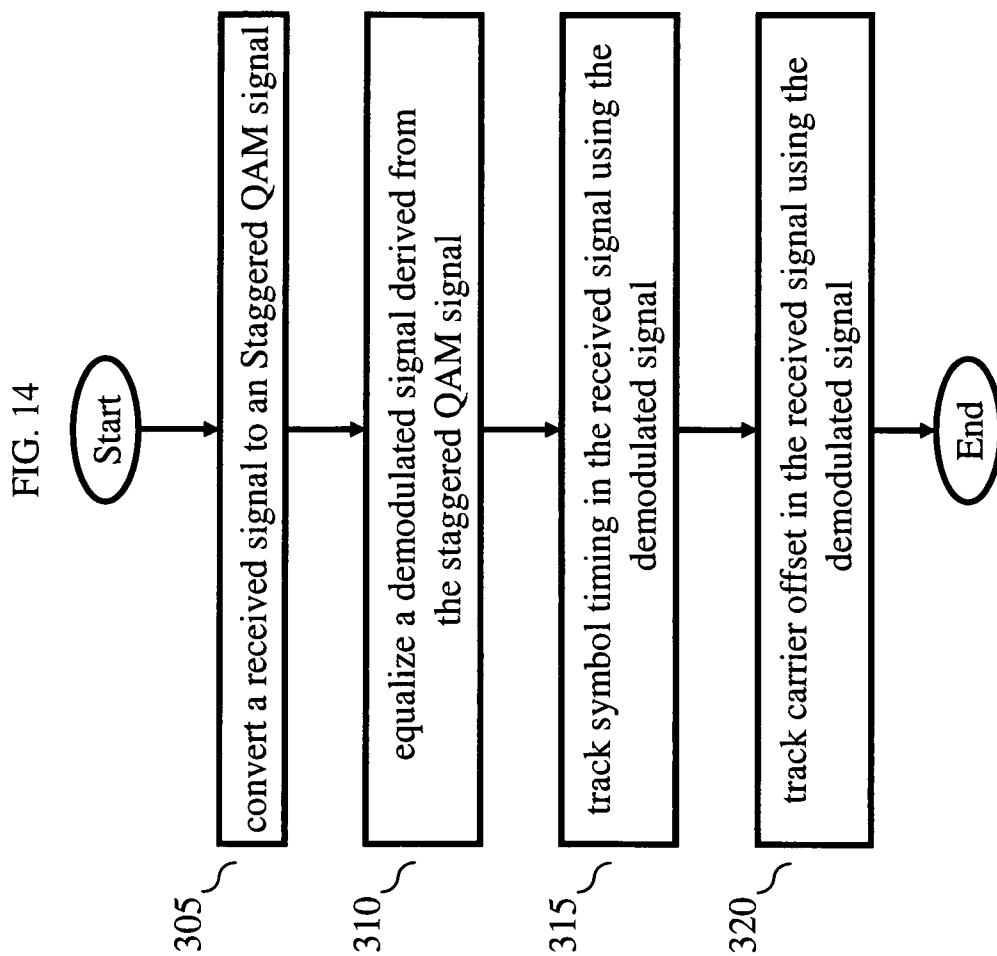 FIG. 14
Start
305
convert a received signal to an Staggered QAM signal
310
equalize a demodulated signal derived from
the staggered QAM signal
315
track symbol timing in the received signal using the
demodulated signal
320
track carrier offset in the received signal using the
demodulated signal
End